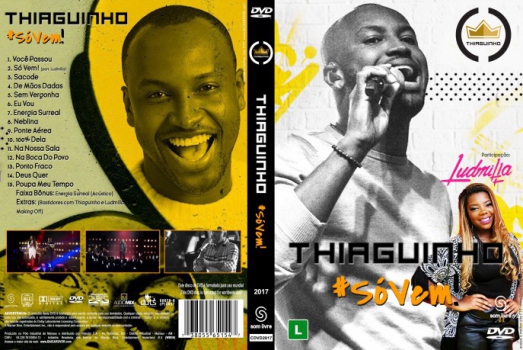 THIAGUINHO
#SóVem!
1. Você Passou
2. Só Vem! (part. Ludmilla)
3. Sacode
4. De Mãos Dadas
5. Sem Vergonha
6. Eu Vou
7. Energia Surreal
8. Neblina
9. Ponte Aérea
10. 100% Dela
11. Na Nossa Sala
12. Na Boca Do Povo
13. Ponto Fraco
14. Deus Quer
15. Poupa Meu Tempo
Faixa Bônus: Energia Surreal (Acústico)
Extras: (Bastidores com Thiaguinho e Ludmilla,
Making Off)
DVD
THIAGUINHO
#SóVem!
2017
som livre
COVD2017
THIAGUINHO
Participação:
Ludmilla
THIAGUINHO
#SóVem!
L
som livre
DVD